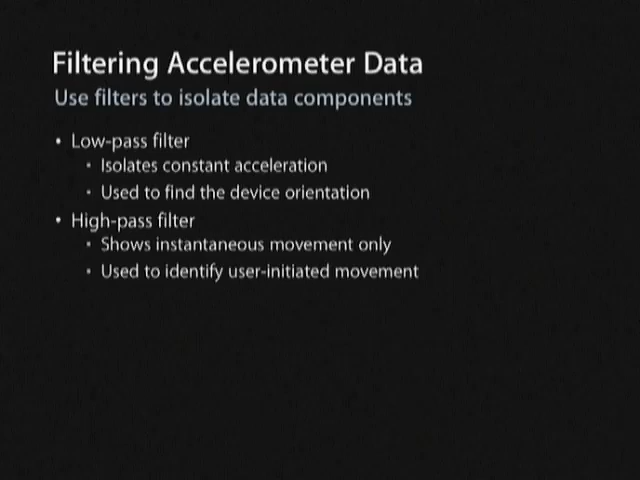 Filtering Accelerometer Data
Use filters to isolate data components
• Low-pass filter
• Isolates constant acceleration
• Used to find the device orientation
• High-pass filter
• Shows instantaneous movement only
• Used to identify user-initiated movement